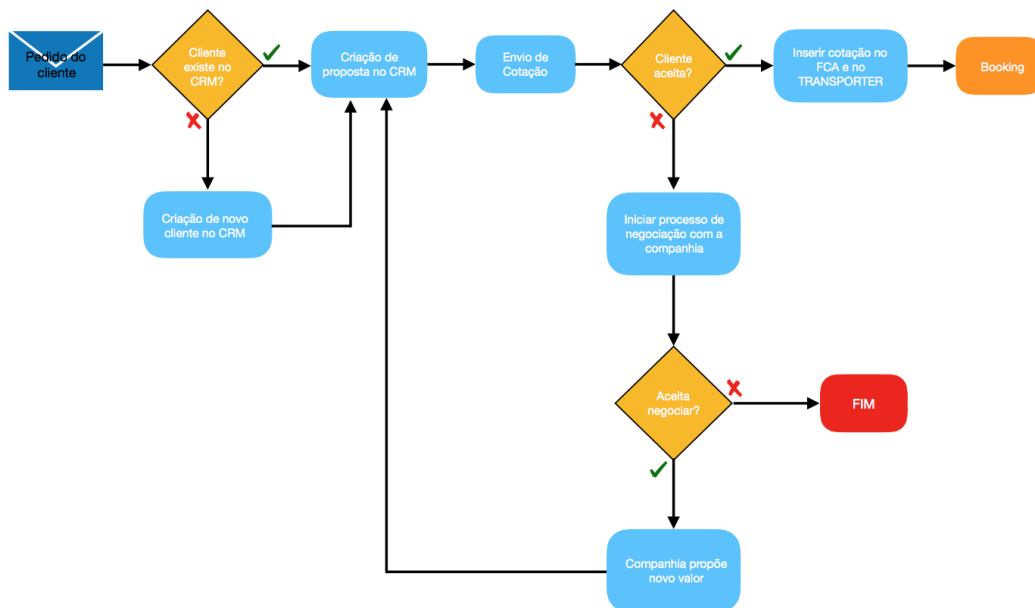 Pedido do
cliente
Cliente
existe no
CRM?
Criação de
proposta no CRM
Envio de
Cotação
Cliente
aceita?
Inserir cotação no
FCA e no
TRANSPORTER
Booking
Criação de novo
cliente no CRM
Iniciar processo de
negociação com a
companhia
Aceita
negociar?
FIM
Companhia propõe
novo valor